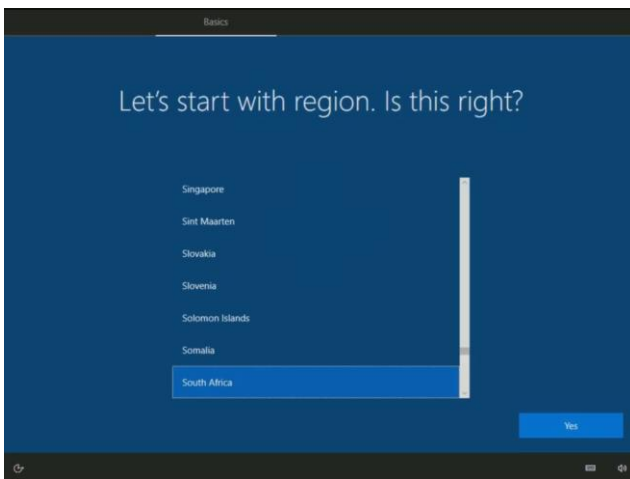 Basics
Let's start with region. Is this right?
Singapore
Sint Maarten
Slovakia
Slovenia
Solomon Islands
Somalia
South Africa
Yes